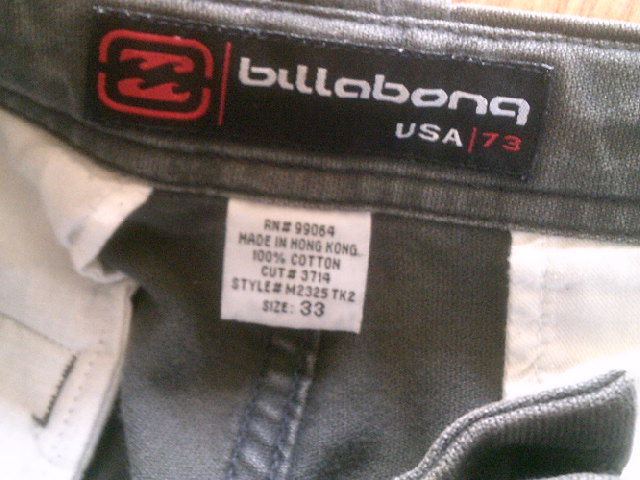 billabong
USA | 73
RN# 99064
MADE IN HONG KONG
100% COTTON
CUT# 3714
STYLE# M2325 TK2
SIZE: 33